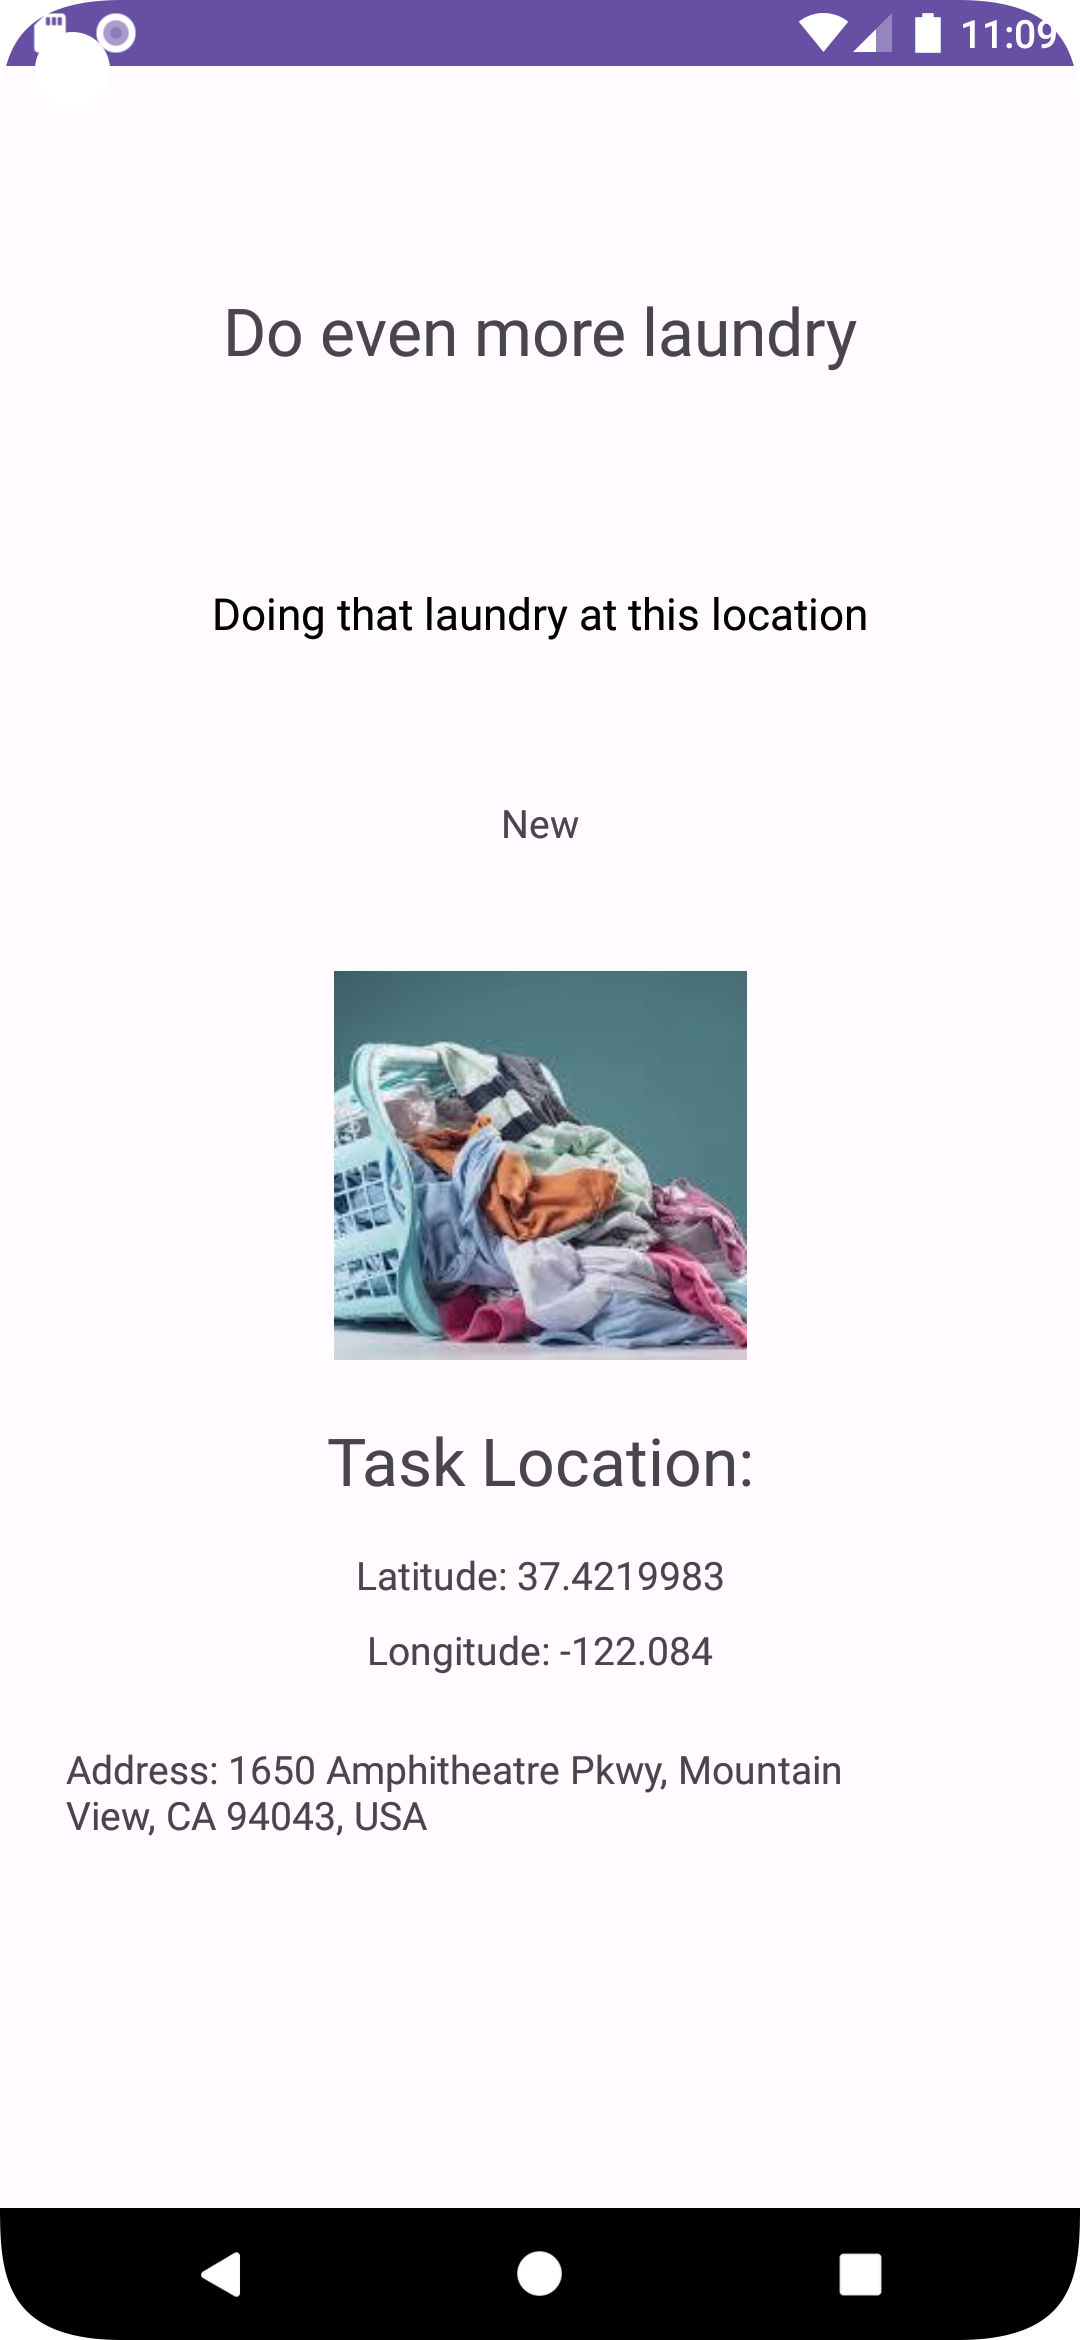 11:09
Do even more laundry
Doing that laundry at this location
New
Task Location:
Latitude: 37.4219983
Longitude: -122.084
Address: 1650 Amphitheatre Pkwy, Mountain
View, CA 94043, USA